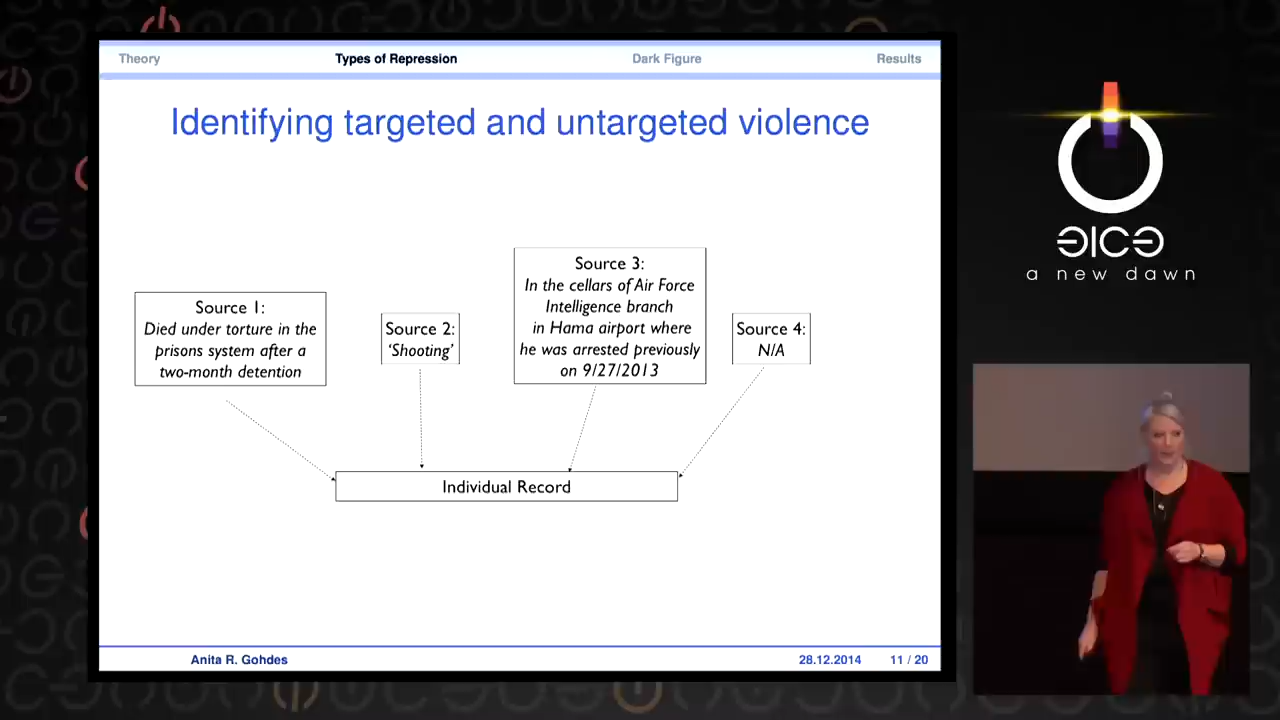 Theory
Types of Repression
Dark Figure
Results
Identifying targeted and untargeted violence
Source 1:
Died under torture in the
prisons system after a
two-month detention
Source 2:
'Shooting'
Source 3:
In the cellars of Air Force
Intelligence branch
in Hama airport where
he was arrested previously
on 9/27/2013
Source 4:
N/A
Individual Record
Anita R. Gohdes
28.12.2014
11 / 20
a new dawn